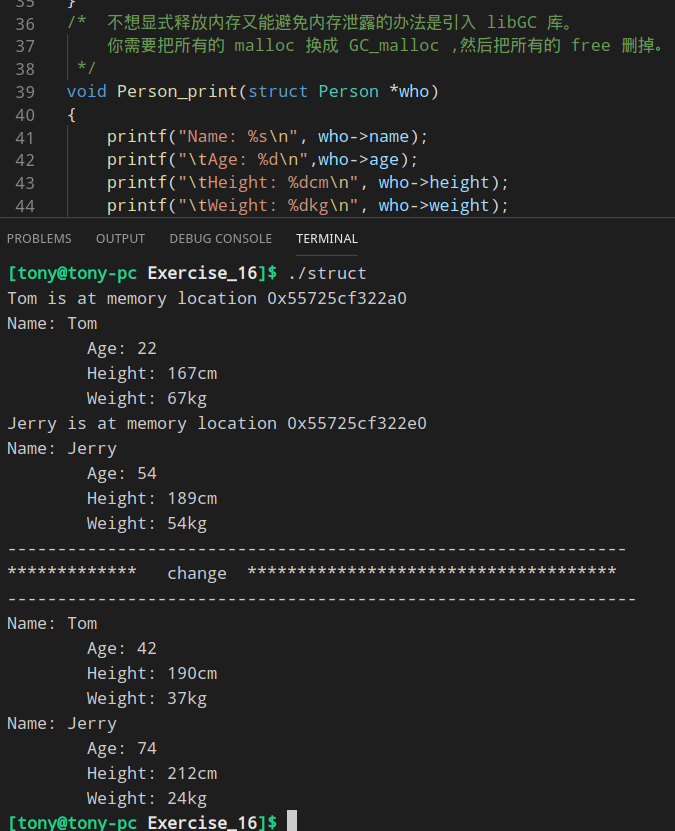 35 }
36 /* 不想显式释放内存又能避免内存泄露的办法是引入 libGC 库。
37 你需要把所有的 malloc 换成 GC_malloc ,然后把所有的 free 删掉。
38 */
39 void Person_print(struct Person *who)
40 {
41 printf("Name: %s\n", who->name);
42 printf("\tAge: %d\n",who->age);
43 printf("\tHeight: %dcm\n", who->height);
44 printf("\tWeight: %dkg\n", who->weight);
PROBLEMS OUTPUT DEBUG CONSOLE TERMINAL
[tony@tony-pc Exercise_16]$ ./struct
Tom is at memory location 0x55725cf322a0
Name: Tom
Age: 22
Height: 167cm
Weight: 67kg
Jerry is at memory location 0x55725cf322e0
Name: Jerry
Age: 54
Height: 189cm
Weight: 54kg
--------------------------------------------------------------
************* change *************************************
---------------------------------------------------------------
Name: Tom
Age: 42
Height: 190cm
Weight: 37kg
Name: Jerry
Age: 74
Height: 212cm
Weight: 24kg
[tony@tony-pc Exercise_16]$